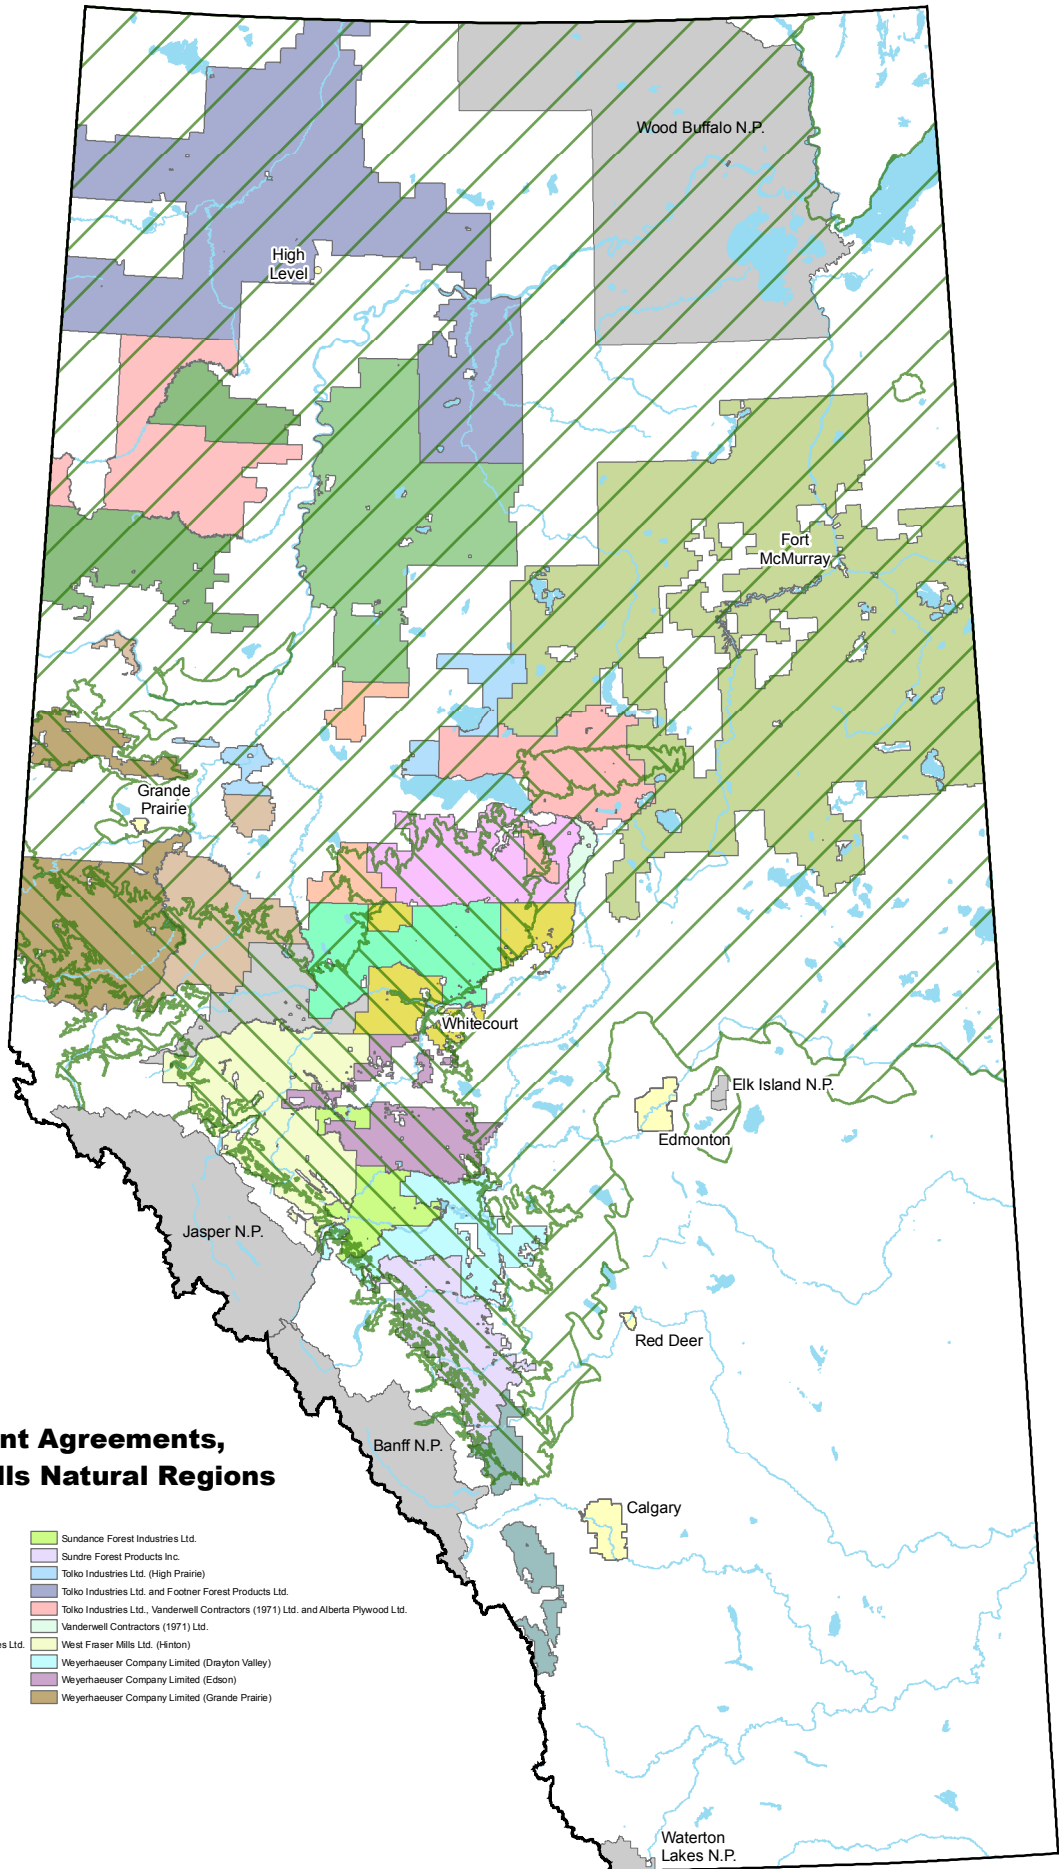 Wood Buffalo N.P.
High
Level
Fort
McMurray
Grande
Prairie
Whitecourt
Elk Island N.P.
Edmonton
Jasper N.P.
Red Deer
Banff N.P.
Calgary
Waterton
Lakes N.P.
nt Agreements,
lls Natural Regions
Sundance Forest Industries Ltd.
Sundre Forest Products Inc.
Tolko Industries Ltd. (High Prairie)
Tolko Industries Ltd. and Footner Forest Products Ltd.
Tolko Industries Ltd., Vanderwell Contractors (1971) Ltd. and Alberta Plywood Ltd.
Vanderwell Contractors (1971) Ltd.
es Ltd. West Fraser Mills Ltd. (Hinton)
Weyerhaeuser Company Limited (Drayton Valley)
Weyerhaeuser Company Limited (Edson)
Weyerhaeuser Company Limited (Grande Prairie)